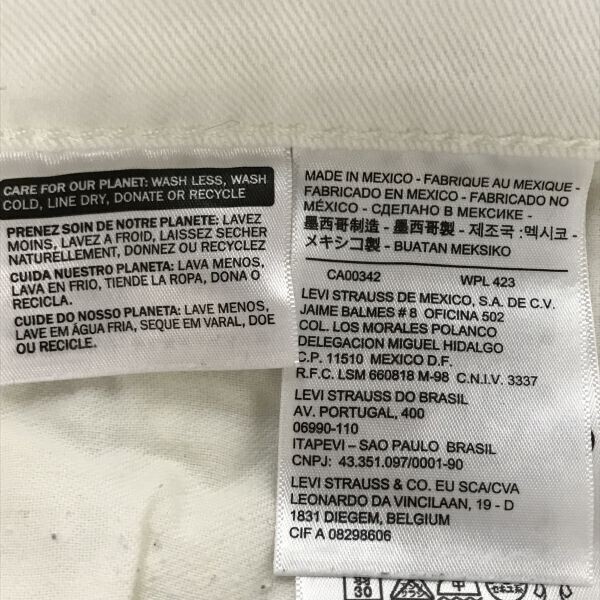 CARE FOR OUR PLANET: WASH LESS, WASH
COLD, LINE DRY, DONATE OR RECYCLE
PRENEZ SOIN DE NOTRE PLANETE: LAVEZ
MOINS, LAVEZ A FROID, LAISSEZ SECHER
NATURELLEMENT, DONNEZ OU RECYCLEZ
CUIDA NUESTRO PLANETA: LAVA MENOS,
LAVA EN FRIO, TIENDE LA ROPA, DONA O
RECICLA.
CUIDE DO NOSSO PLANETA: LAVE MENOS,
LAVE EM ÁGUA FRIA, SEQUE EM VARAL, DOE
OU RECICLE.
MADE IN MEXICO - FABRIQUE AU MEXIQUE -
FABRICADO EN MEXICO - FABRICADO NO
MÉXICO - СДЕЛАНО В МЕКСИКЕ -
墨西哥制造 - 墨西哥製 - 제조국 :멕시코 -
メキシコ製 - BUATAN MEKSIKO
CA00342 WPL 423
LEVI STRAUSS DE MEXICO, S.A. DE C.V.
JAIME BALMES # 8 OFICINA 502
COL. LOS MORALES POLANCO
DELEGACION MIGUEL HIDALGO
C.P. 11510 MEXICO D.F.
R.F.C. LSM 660818 M-98 C.N.I.V. 3337
LEVI STRAUSS DO BRASIL
AV. PORTUGAL, 400
06990-110
ITAPEVI – SAO PAULO BRASIL
CNPJ: 43.351.097/0001-90
LEVI STRAUSS & CO. EU SCA/CVA
LEONARDO DA VINCILAAN, 19 - D
1831 DIEGEM, BELGIUM
CIF A 08298606
30